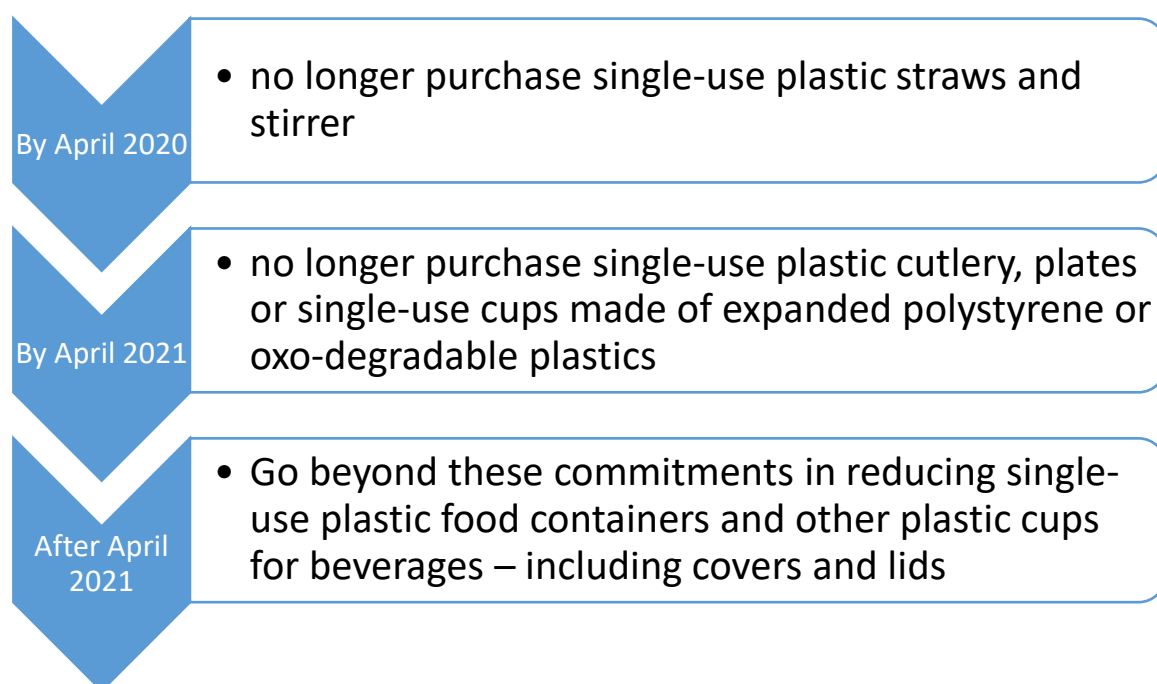 By April 2020
• no longer purchase single-use plastic straws and
stirrer
By April 2021
• no longer purchase single-use plastic cutlery, plates
or single-use cups made of expanded polystyrene or
oxo-degradable plastics
After April
2021
• Go beyond these commitments in reducing single-
use plastic food containers and other plastic cups
for beverages – including covers and lids